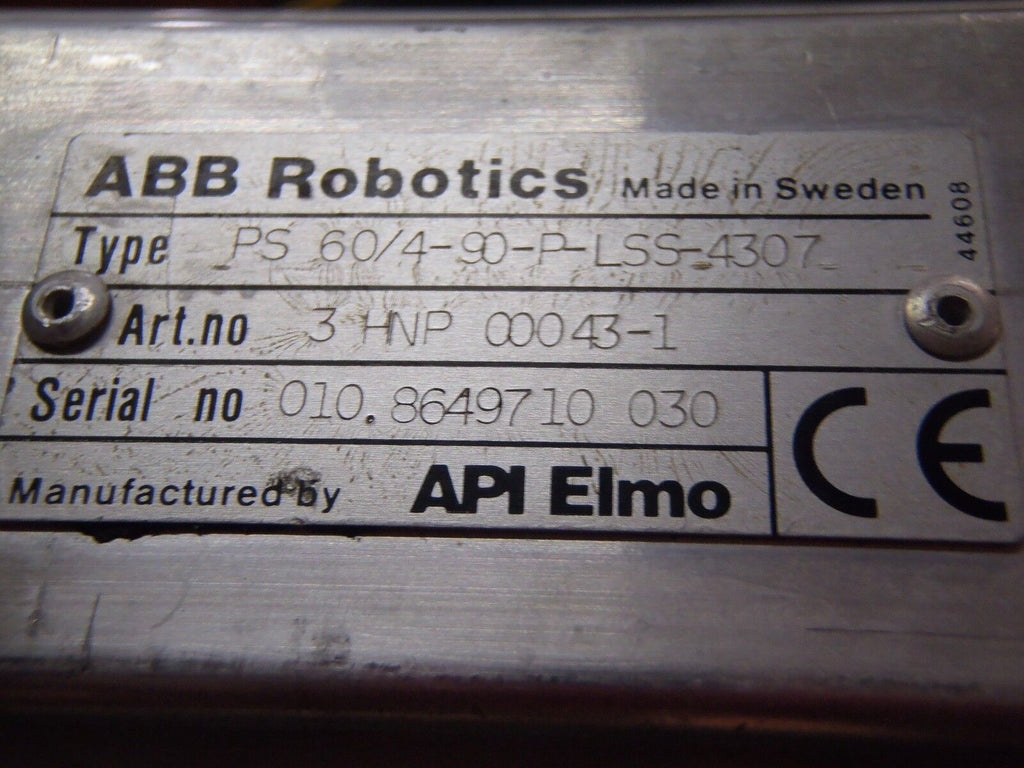 ABB Robotics Made in Sweden
44608
Type PS 60/4-90-P-LSS-4307
Art.no 3 HNP 00043-1
Serial no 010.8649710 030
CE
Manufactured by API Elmo